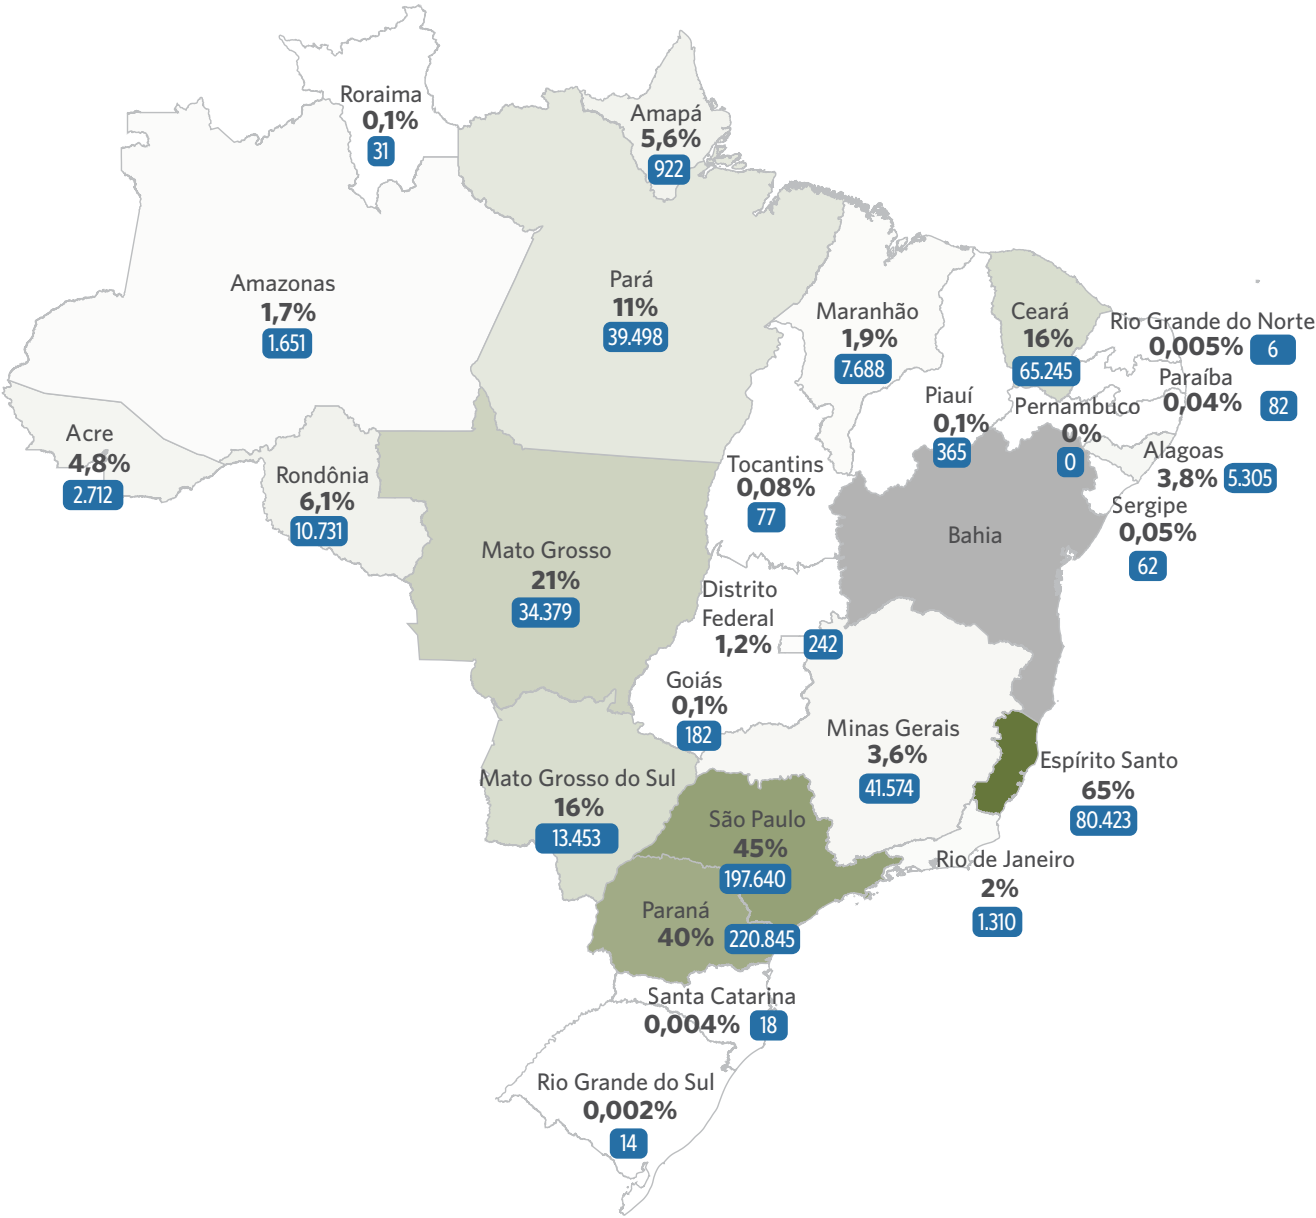 Roraima
0,1%
31
Amapá
5,6%
922
Amazonas
1,7%
1.651
Pará
11%
39.498
Maranhão
1,9%
7.688
Ceará
16%
65.245
Rio Grande do Norte
0,005% 6
Paraíba
0,04% 82
Piauí
0,1%
365
Pernambuco
0%
0
Acre
4,8%
2.712
Rondônia
6,1%
10.731
Alagoas
3,8% 5.305
Tocantins
0,08%
77
Sergipe
0,05%
62
Bahia
Mato Grosso
21%
34.379
Distrito
Federal
1,2% 242
Goiás
0,1%
182
Minas Gerais
3,6%
41.574
Espírito Santo
65%
80.423
Mato Grosso do Sul
16%
13.453
São Paulo
45%
197.640
Rio de Janeiro
2%
1.310
Paraná
40% 220.845
Santa Catarina
0,004% 18
Rio Grande do Sul
0,002%
14